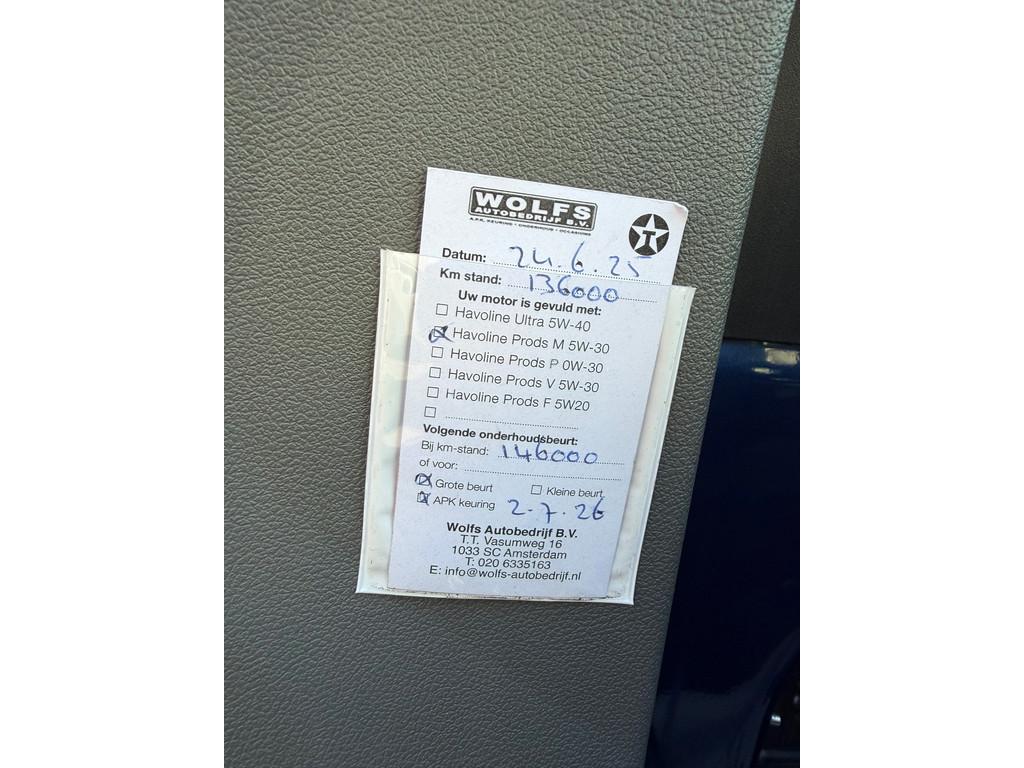 WOLFS
AUTOBEDRIJF B.V.
A.P.K. KEURING • ONDERHOUD • OCCASIONS
T
Datum: 24.6.25
Km stand: 136000
Uw motor is gevuld met:
☐ Havoline Ultra 5W-40
☒ Havoline Prods M 5W-30
☐ Havoline Prods P 0W-30
☐ Havoline Prods V 5W-30
☐ Havoline Prods F 5W20
☐
Volgende onderhoudsbeurt:
Bij km-stand: 146000
of voor:
☒ Grote beurt ☐ Kleine beurt
☒ APK keuring 2-7-26
Wolfs Autobedrijf B.V.
T.T. Vasumweg 16
1033 SC Amsterdam
T: 020 6335163
E: info@wolfs-autobedrijf.nl